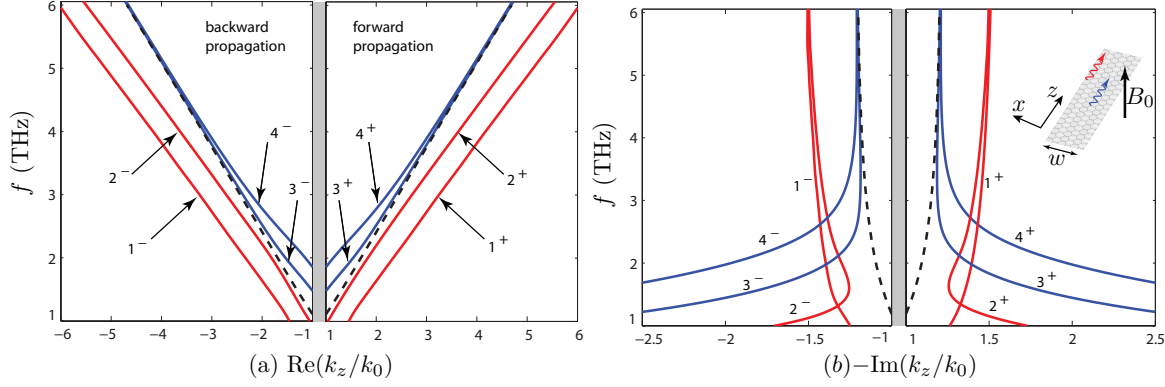 6
5
4
3
2
1
f (THz)
backward
propagation
forward
propagation
4⁻
4⁺
2⁻
3⁻
3⁺
2⁺
1⁻
1⁺
−6 −5 −4 −3 −2 −1 1 2 3 4 5 6
(a) Re(k_z/k_0)
6
5
4
3
2
1
f (THz)
z
x
B_0
w
1⁻
1⁺
4⁻
4⁺
3⁻
3⁺
2⁻
2⁺
−2.5 −2 −1.5 −1 1 1.5 2 2.5
(b) −Im(k_z/k_0)